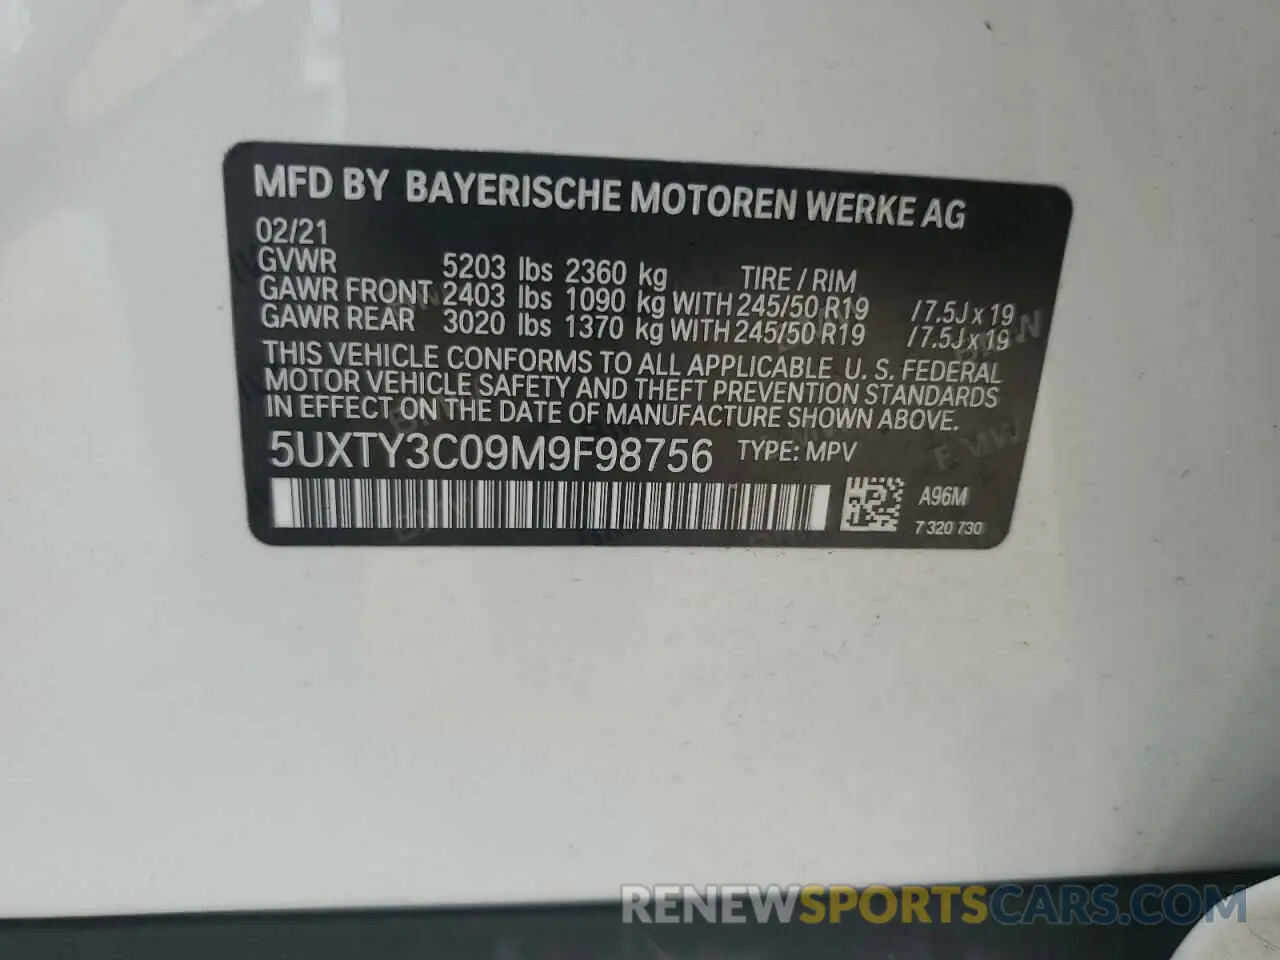 MFD BY BAYERISCHE MOTOREN WERKE AG
02/21
GVWR 5203 lbs 2360 kg TIRE / RIM
GAWR FRONT 2403 lbs 1090 kg WITH 245/50 R19 /7.5J x 19
GAWR REAR 3020 lbs 1370 kg WITH 245/50 R19 /7.5J x 19
THIS VEHICLE CONFORMS TO ALL APPLICABLE U. S. FEDERAL
MOTOR VEHICLE SAFETY AND THEFT PREVENTION STANDARDS
IN EFFECT ON THE DATE OF MANUFACTURE SHOWN ABOVE.
5UXTY3C09M9F98756 TYPE: MPV
A96M
7 320 730
RENEWSPORTSCARS.COM